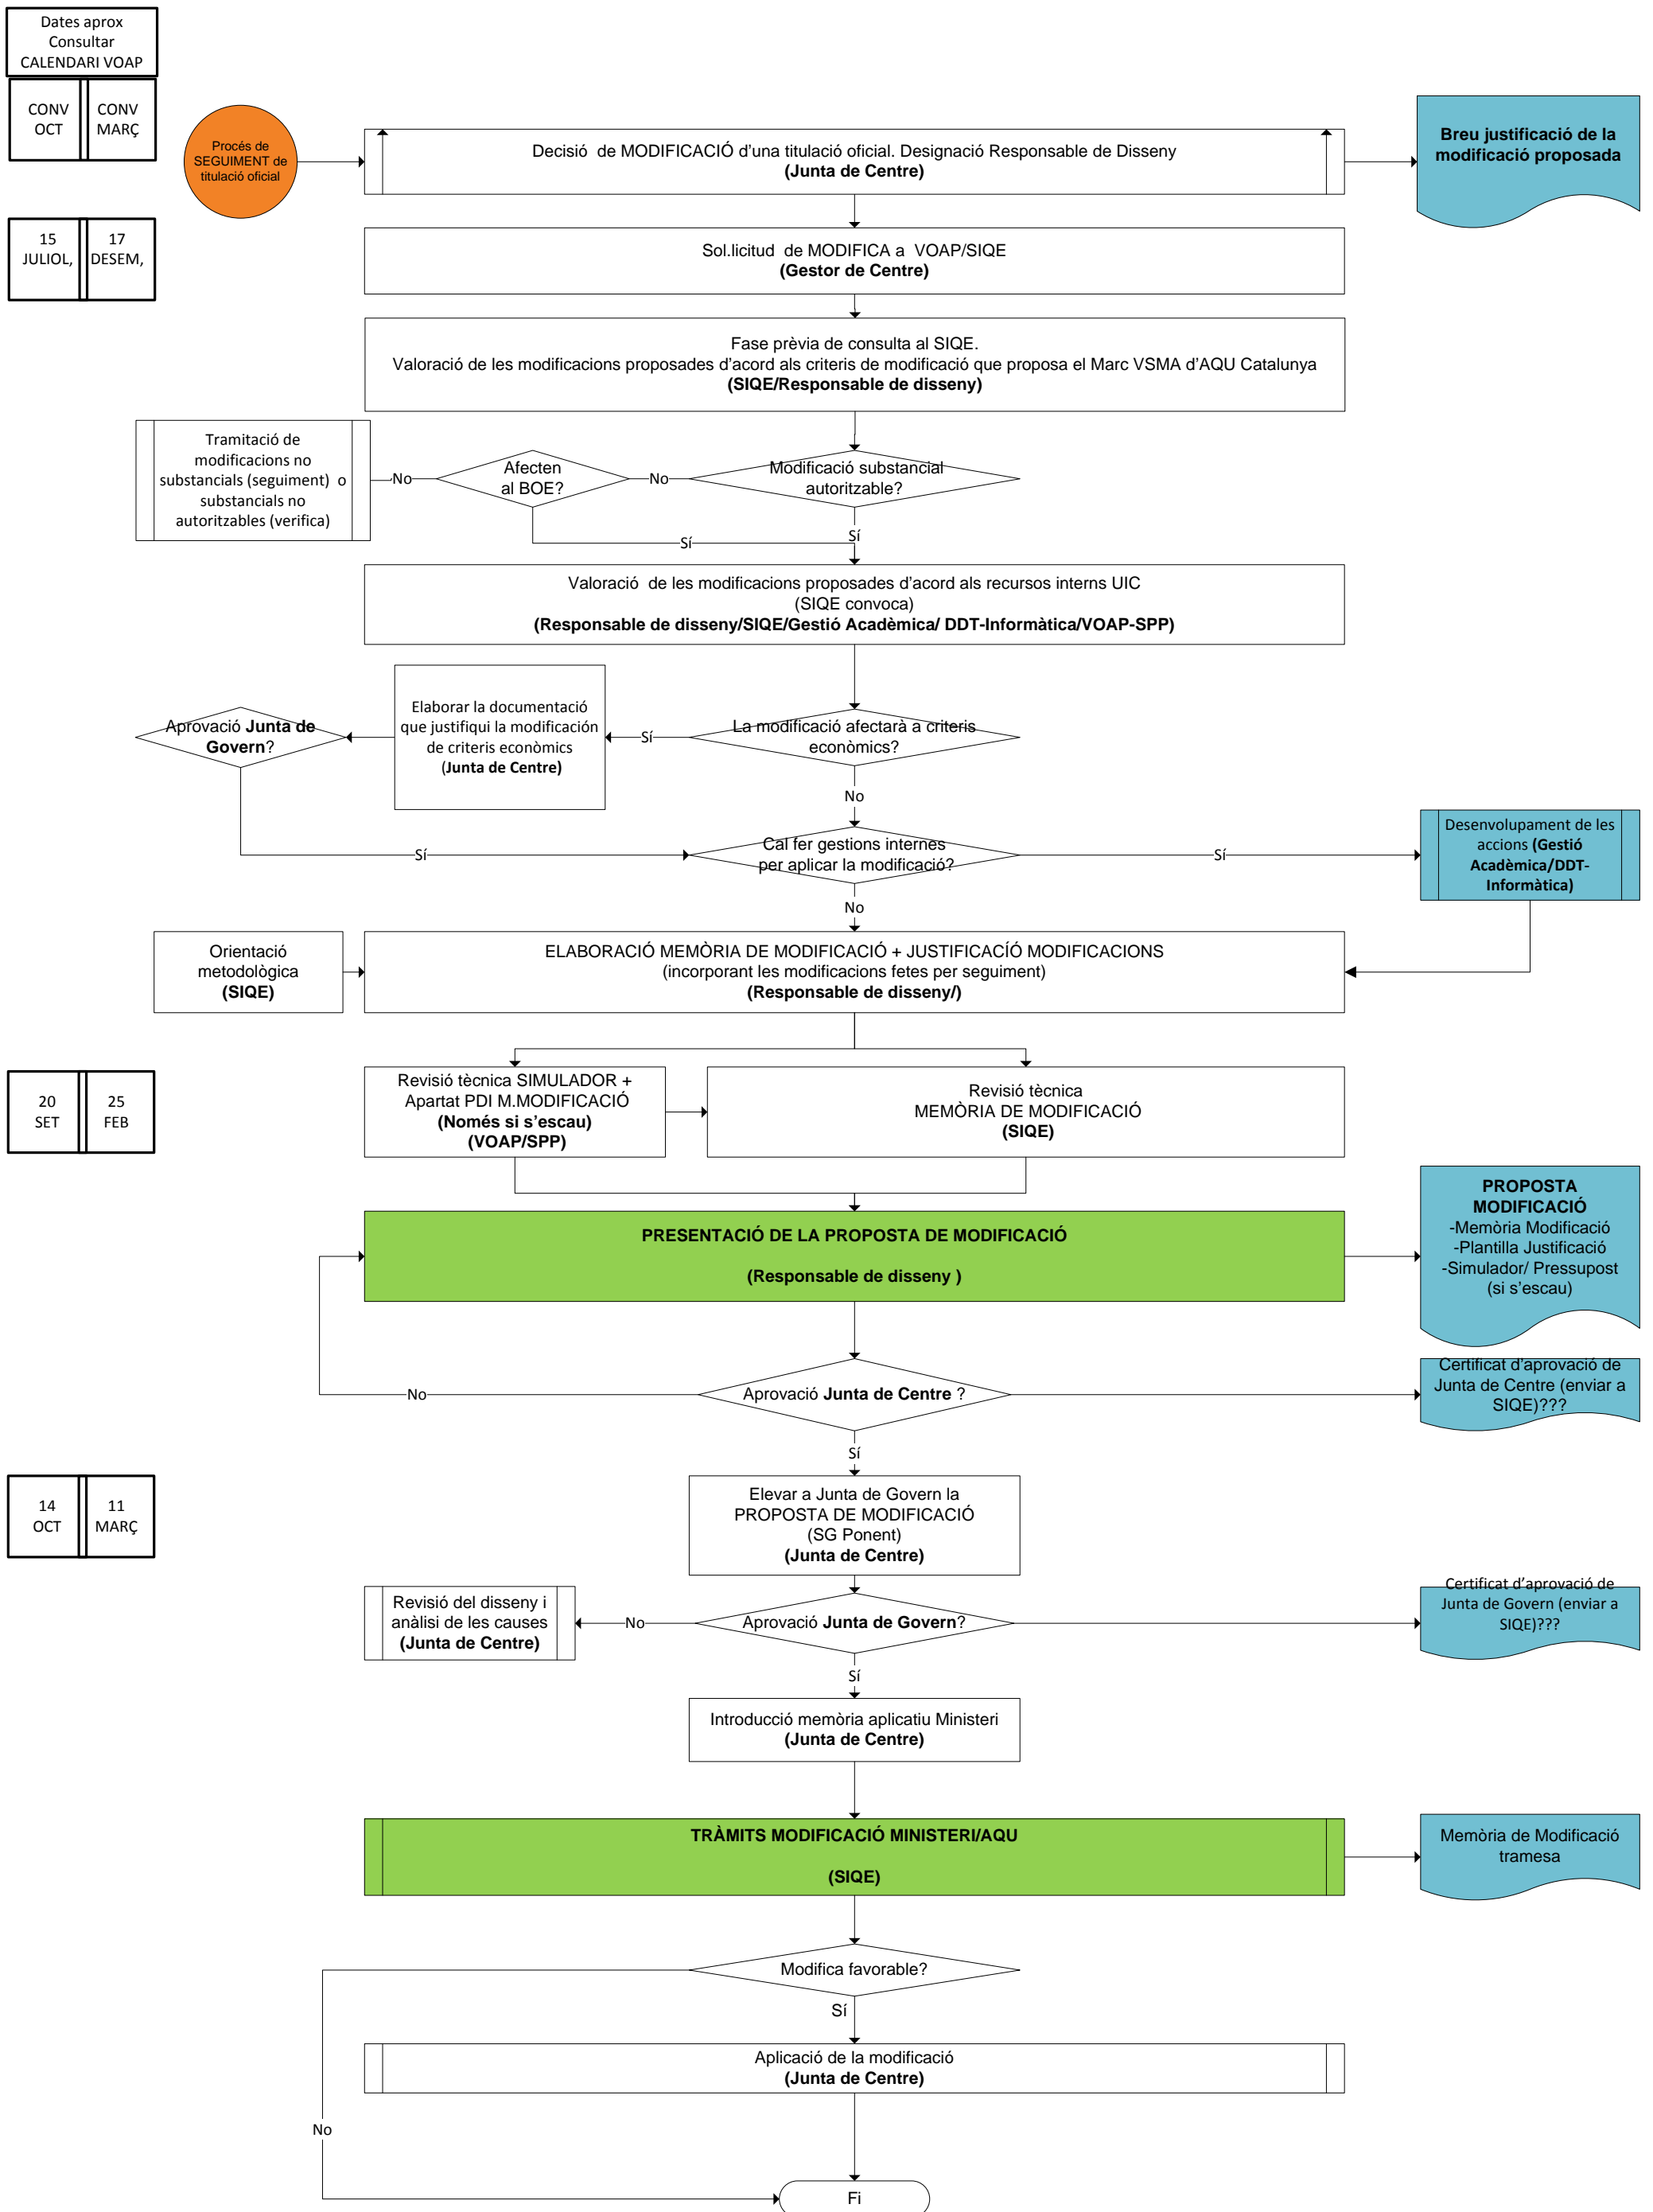 Dates aprox
Consultar
CALENDARI VOAP
CONV
OCT
CONV
MARÇ
Procés de
SEGUIMENT de
titulació oficial
Decisió de MODIFICACIÓ d'una titulació oficial. Designació Responsable de Disseny
(Junta de Centre)
Breu justificació de la
modificació proposada
15
JULIOL,
17
DESEM,
Sol.licitud de MODIFICA a VOAP/SIQE
(Gestor de Centre)
Fase prèvia de consulta al SIQE.
Valoració de les modificacions proposades d'acord als criteris de modificació que proposa el Marc VSMA d'AQU Catalunya
(SIQE/Responsable de disseny)
Tramitació de
modificacions no
substancials (seguiment) o
substancials no
autoritzables (verifica)
No
Afecten
al BOE?
No
Modificació substancial
autoritzable?
Sí
Sí
Valoració de les modificacions proposades d'acord als recursos interns UIC
(SIQE convoca)
(Responsable de disseny/SIQE/Gestió Acadèmica/ DDT-Informàtica/VOAP-SPP)
Aprovació Junta de
Govern?
Elaborar la documentació
que justifiqui la modificación
de criteris econòmics
(Junta de Centre)
Sí
La modificació afectarà a criteris
econòmics?
No
Sí
Cal fer gestions internes
per aplicar la modificació?
Sí
Desenvolupament de les
accions (Gestió
Acadèmica/DDT-
Informàtica)
No
Orientació
metodològica
(SIQE)
ELABORACIÓ MEMÒRIA DE MODIFICACIÓ + JUSTIFICACÍÓ MODIFICACIONS
(incorporant les modificacions fetes per seguiment)
(Responsable de disseny/)
20
SET
25
FEB
Revisió tècnica SIMULADOR +
Apartat PDI M.MODIFICACIÓ
(Només si s'escau)
(VOAP/SPP)
Revisió tècnica
MEMÒRIA DE MODIFICACIÓ
(SIQE)
PRESENTACIÓ DE LA PROPOSTA DE MODIFICACIÓ
(Responsable de disseny )
PROPOSTA
MODIFICACIÓ
-Memòria Modificació
-Plantilla Justificació
-Simulador/ Pressupost
(si s'escau)
No
Aprovació Junta de Centre ?
Certificat d'aprovació de
Junta de Centre (enviar a
SIQE)???
Sí
14
OCT
11
MARÇ
Elevar a Junta de Govern la
PROPOSTA DE MODIFICACIÓ
(SG Ponent)
(Junta de Centre)
Revisió del disseny i
anàlisi de les causes
(Junta de Centre)
No
Aprovació Junta de Govern?
Certificat d'aprovació de
Junta de Govern (enviar a
SIQE)???
Sí
Introducció memòria aplicatiu Ministeri
(Junta de Centre)
TRÀMITS MODIFICACIÓ MINISTERI/AQU
(SIQE)
Memòria de Modificació
tramesa
Modifica favorable?
Sí
Aplicació de la modificació
(Junta de Centre)
No
Fi